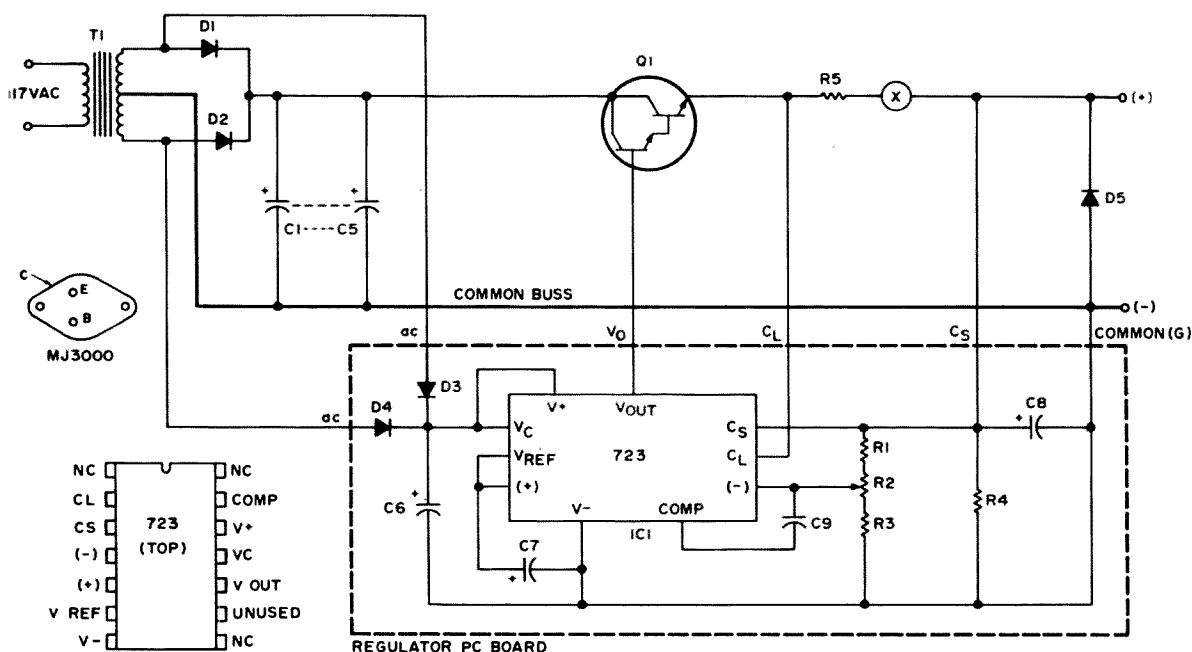 T1
D1
117VAC
D2
Q1
R5
X
(+)
+
+
C1----C5
D5
C
E
B
MJ3000
COMMON BUSS
(-)
ac
VO
CL
CS
COMMON (G)
D3
ac
D4
V+
VOUT
C8
+
VC
CS
VREF
723
CL
R1
(+)
(-)
R2
R4
+
C6
V-
COMP
C9
R3
IC1
C7
+
NC
NC
CL
COMP
CS
723
V+
(-)
(TOP)
VC
(+)
V OUT
V REF
UNUSED
V-
NC
REGULATOR PC BOARD